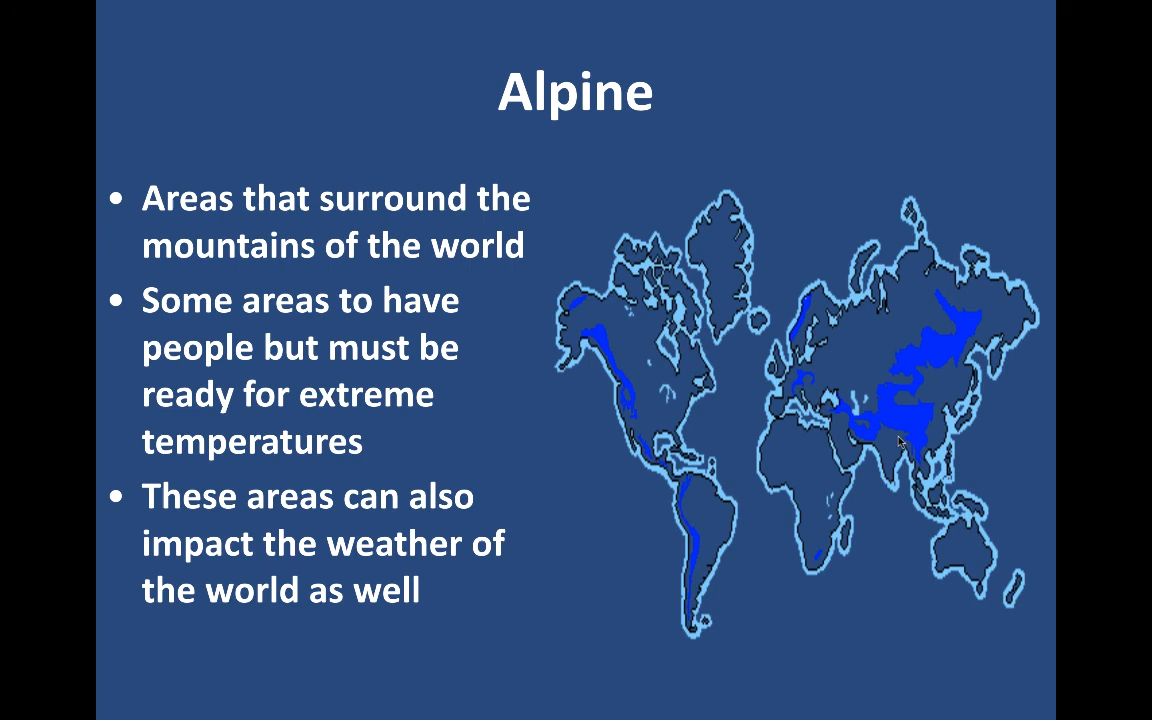 Alpine
• Areas that surround the
mountains of the world
• Some areas to have
people but must be
ready for extreme
temperatures
• These areas can also
impact the weather of
the world as well